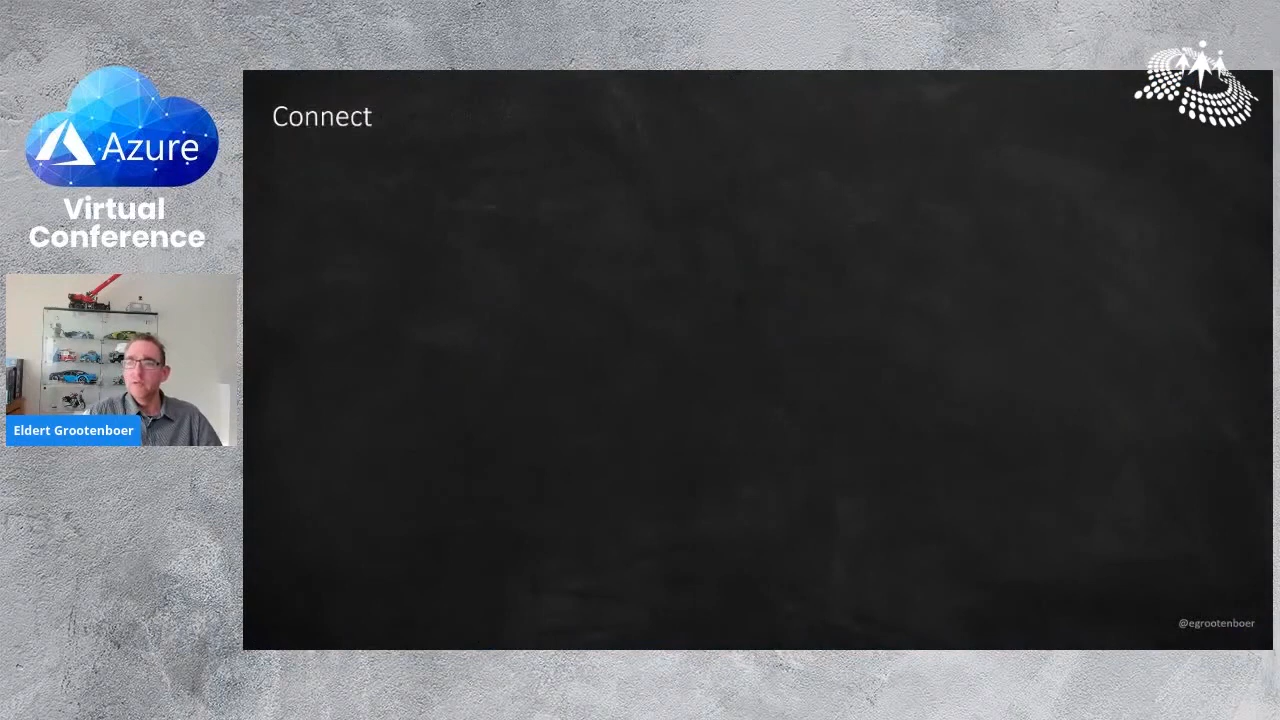 Azure
Virtual
Conference
Eldert Grootenboer
Connect
@egrootenboer